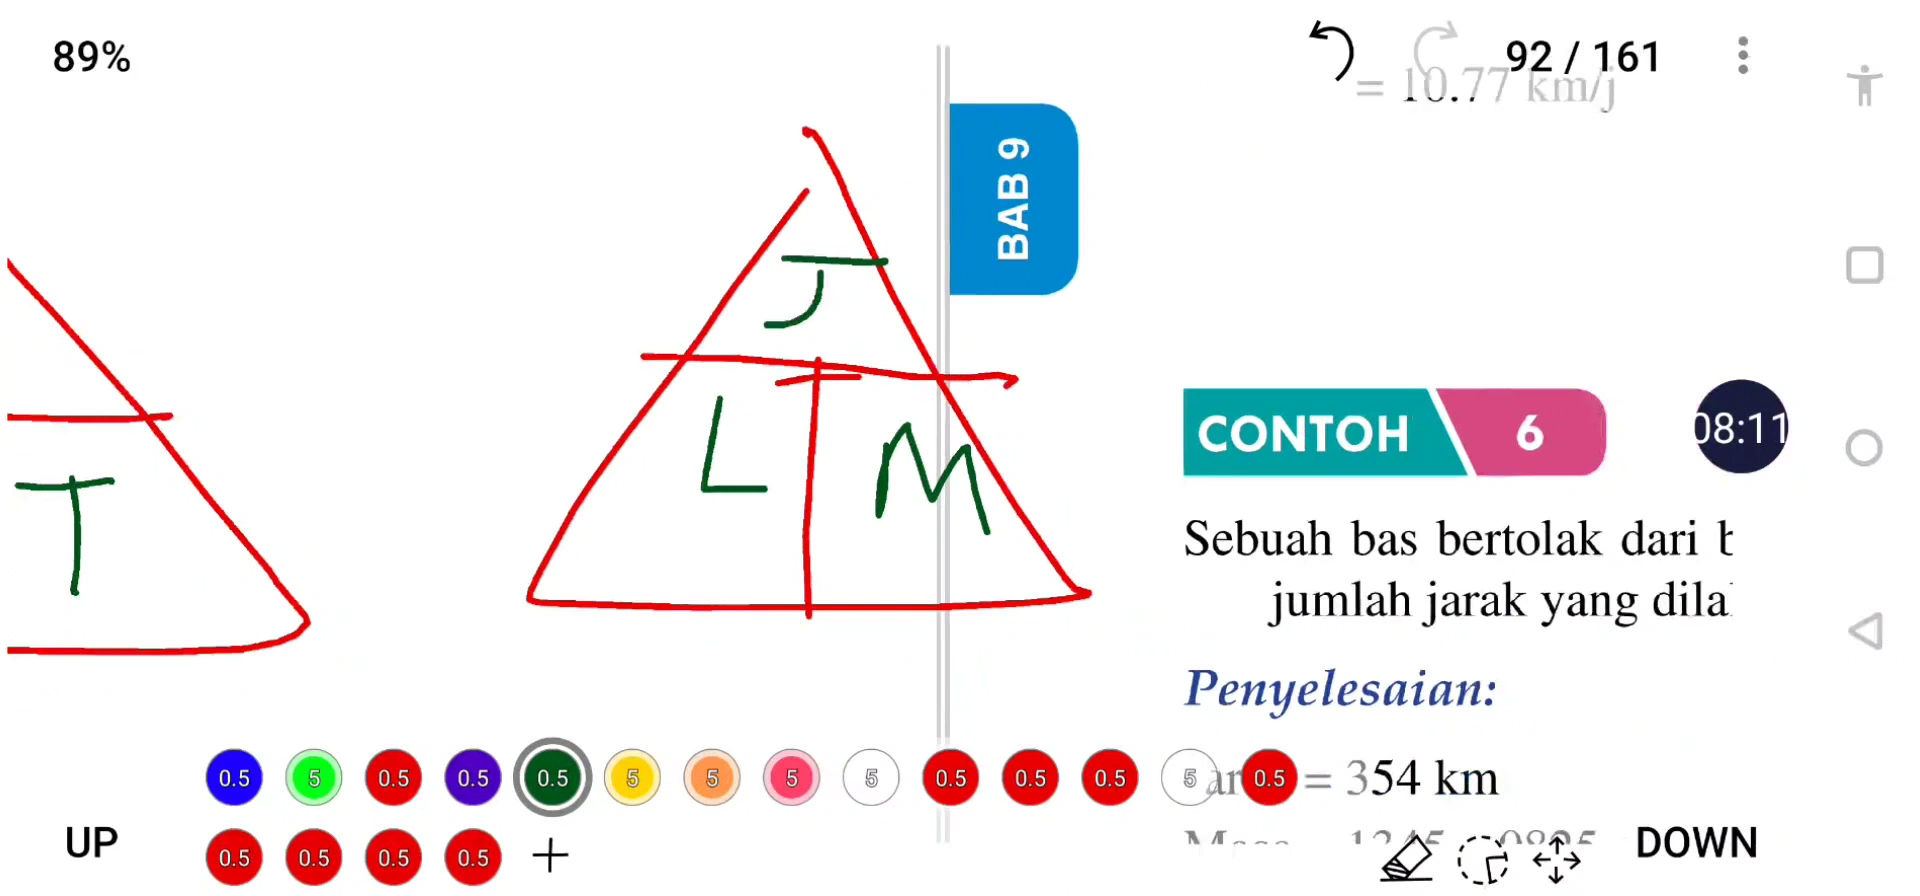 89%
92 / 161
= 10.77 km/j
BAB 9
J
L
M
T
CONTOH 6
08:11
Sebuah bas bertolak dari
jumlah jarak yang dila
Penyelesaian:
= 354 km
0.5 5 0.5 0.5 0.5 5 5 5 5 0.5 0.5 0.5 5 0.5
UP
0.5 0.5 0.5 0.5 +
DOWN